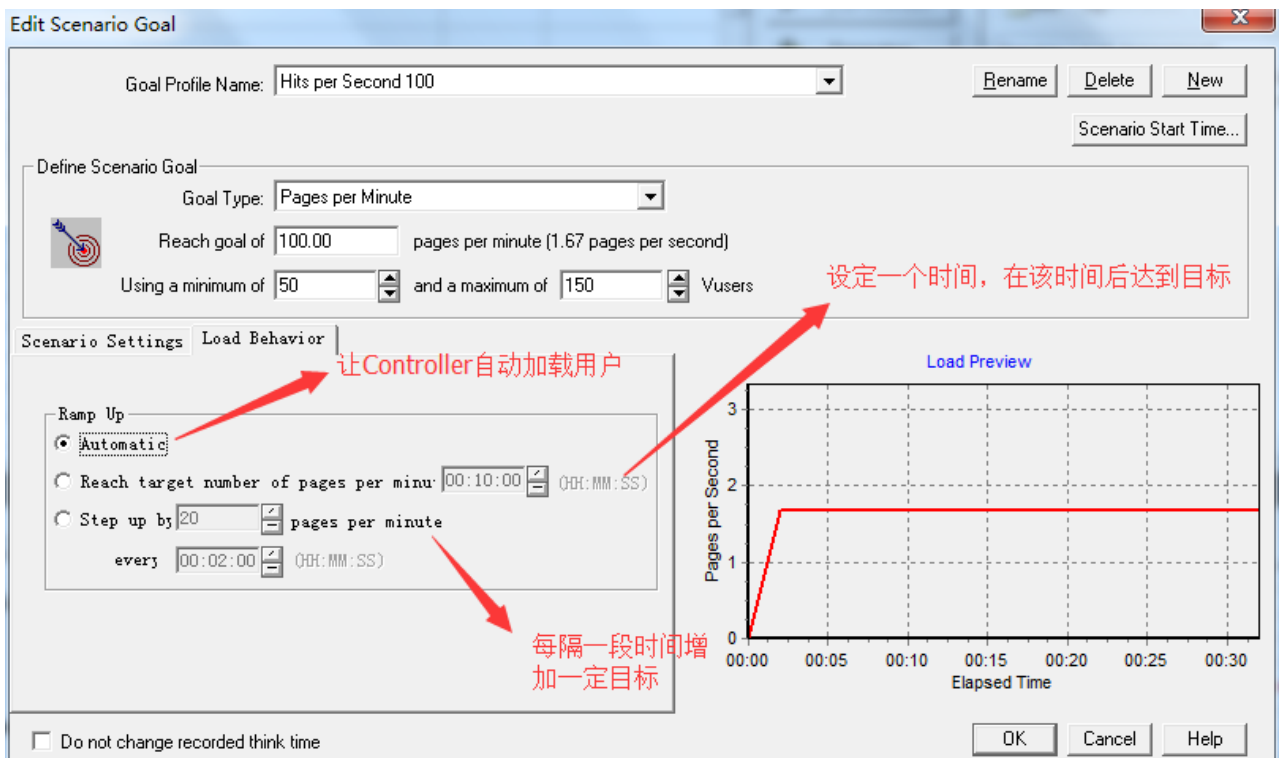 Edit Scenario Goal
x
Goal Profile Name: Hits per Second 100
Rename Delete New
Scenario Start Time...
Define Scenario Goal
Goal Type: Pages per Minute
Reach goal of 100.00 pages per minute (1.67 pages per second)
Using a minimum of 50 and a maximum of 150 Vusers
设定一个时间，在该时间后达到目标
Scenario Settings Load Behavior
让Controller自动加载用户
Ramp Up
Automatic
Reach target number of pages per minu 00:10:00 (HH:MM:SS)
Step up by 20 pages per minute
every 00:02:00 (HH:MM:SS)
每隔一段时间增
加一定目标
Load Preview
Pages per Second
3
2
1
0
00:00 00:05 00:10 00:15 00:20 00:25 00:30
Elapsed Time
Do not change recorded think time
OK Cancel Help